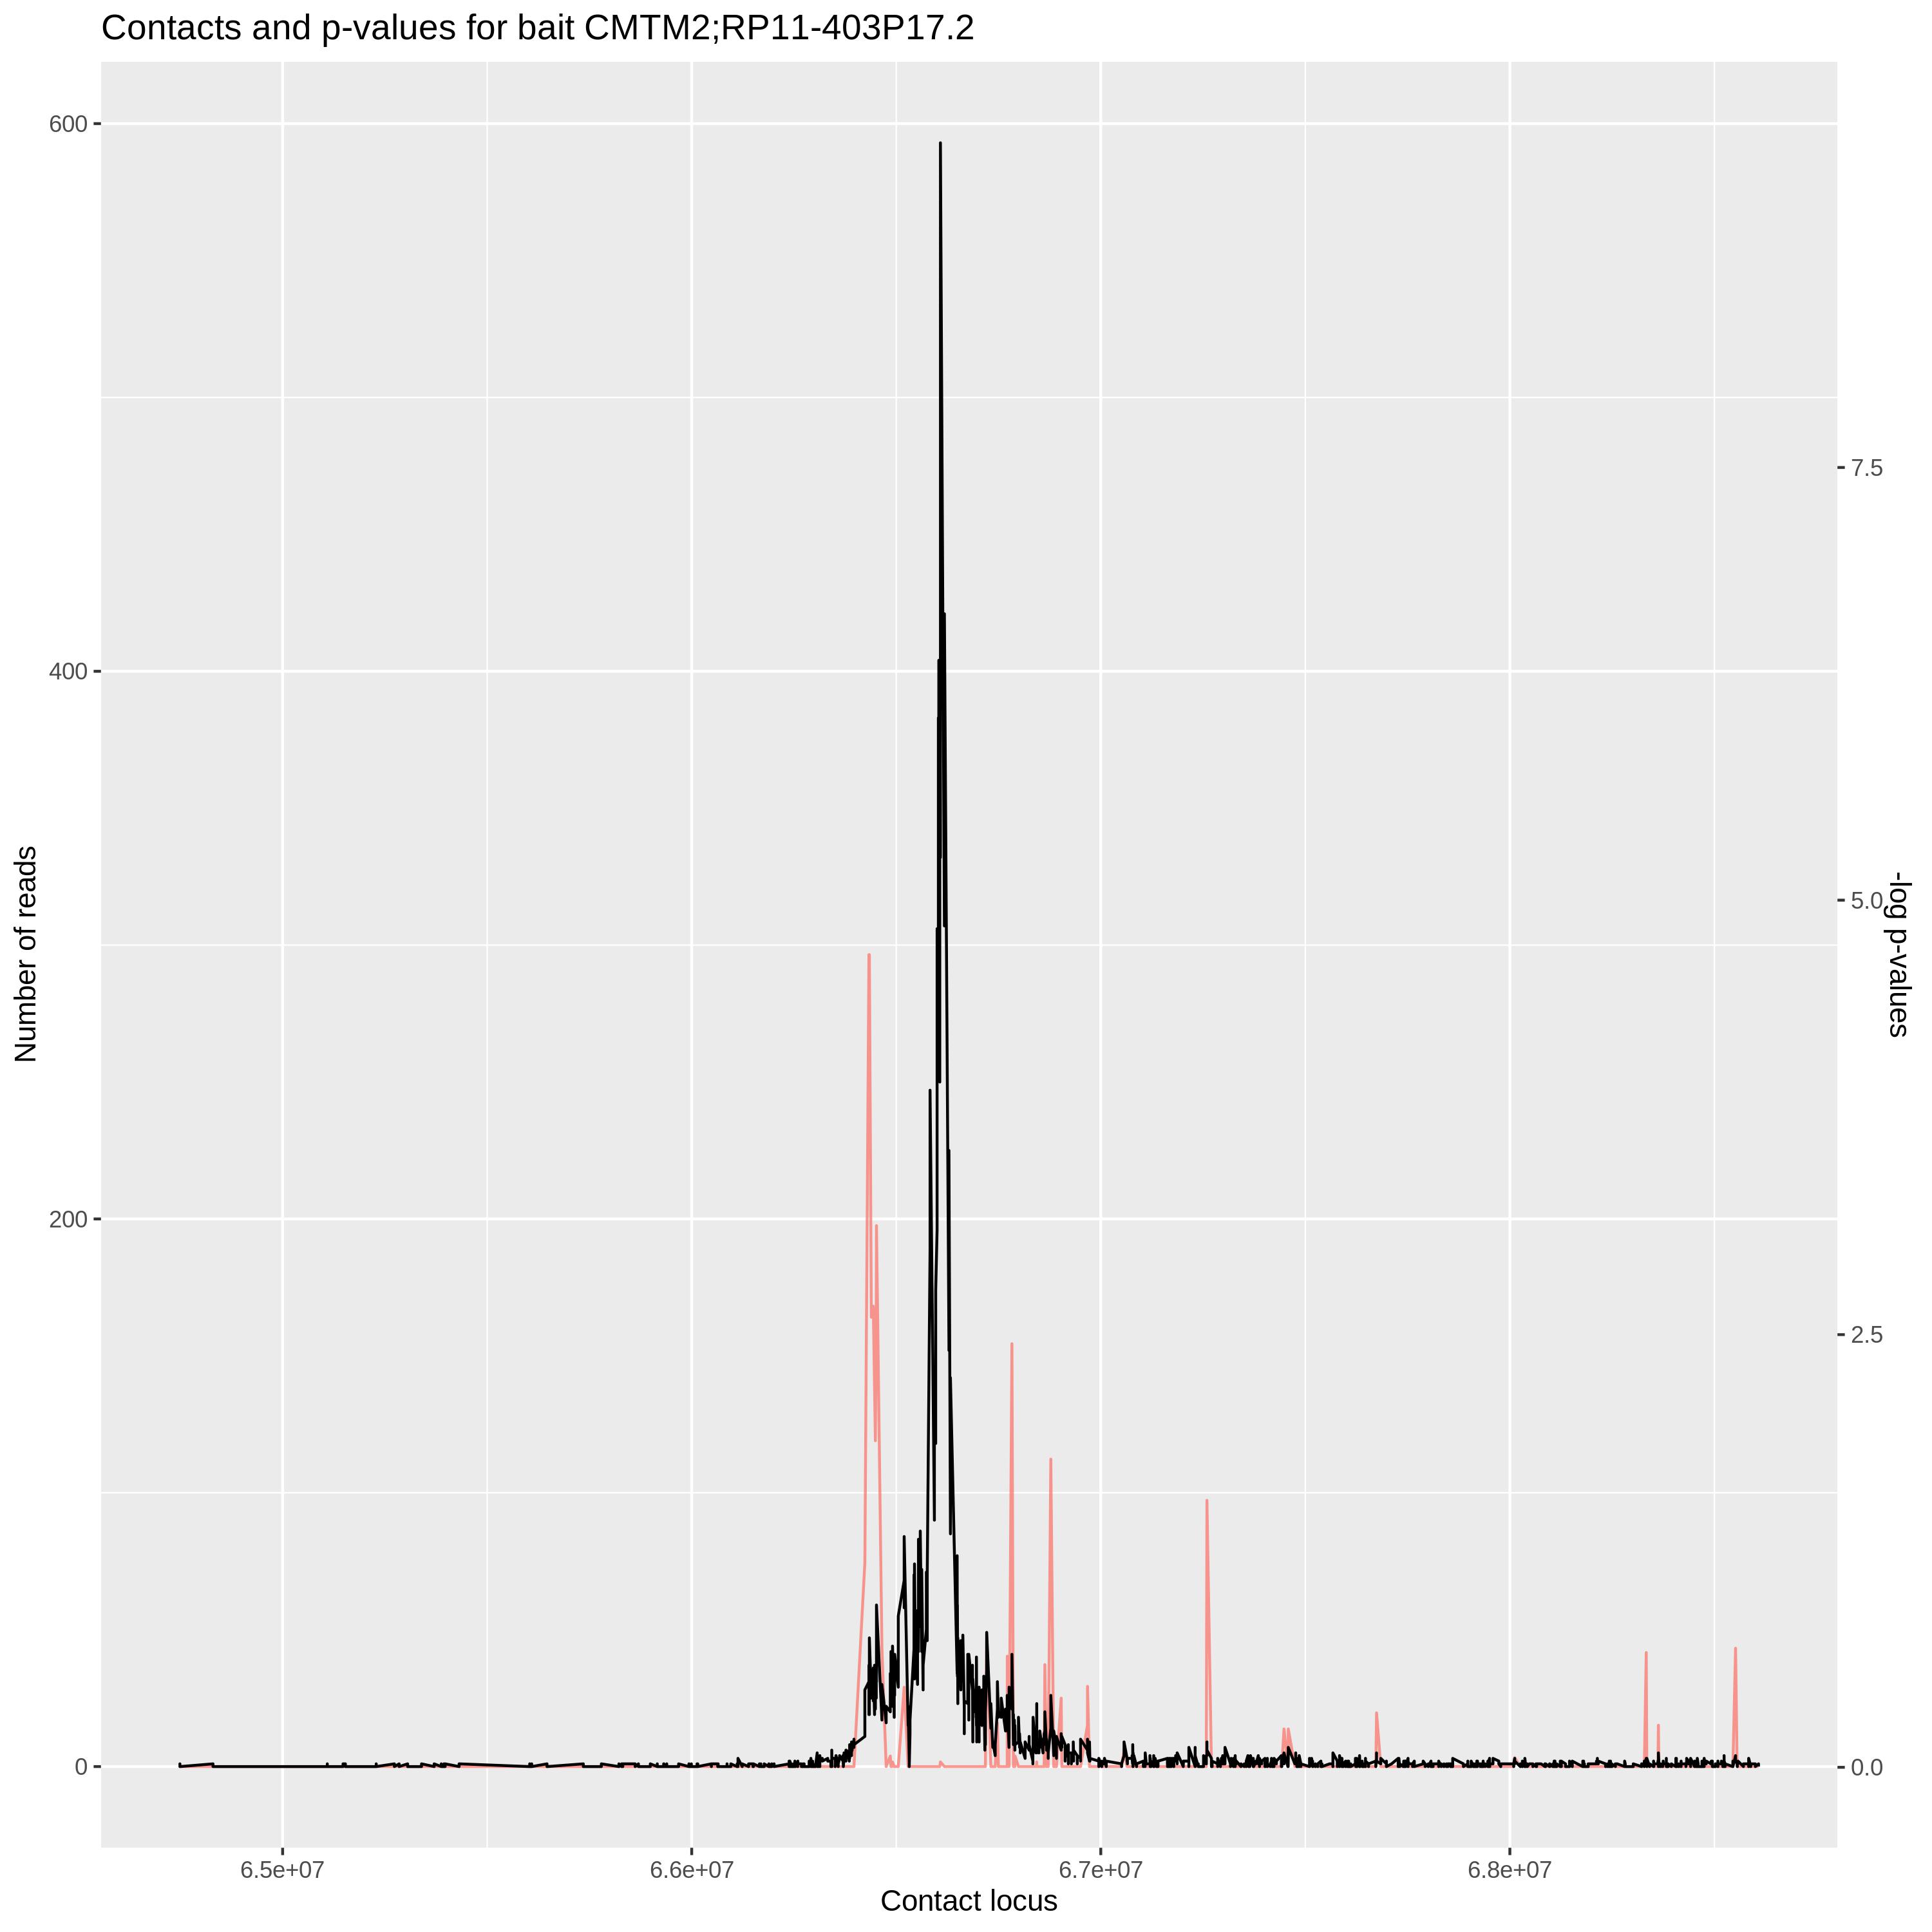 Contacts and p-values for bait CMTM2;RP11-403P17.2
600
400
200
0
Number of reads
7.5
5.0
2.5
0.0
-log p-values
6.5e+07
6.6e+07
6.7e+07
6.8e+07
Contact locus